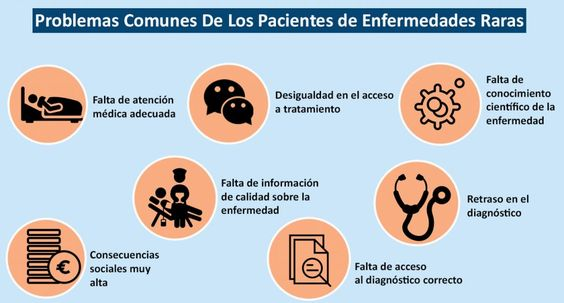 Problemas Comunes De Los Pacientes de Enfermedades Raras
Falta de atención
médica adecuada
Desigualdad en el acceso
a tratamiento
Falta de
conocimiento
científico de la
enfermedad
Falta de información
de calidad sobre la
enfermedad
Retraso en el
diagnóstico
Consecuencias
sociales muy
alta
Falta de acceso
al diagnóstico correcto